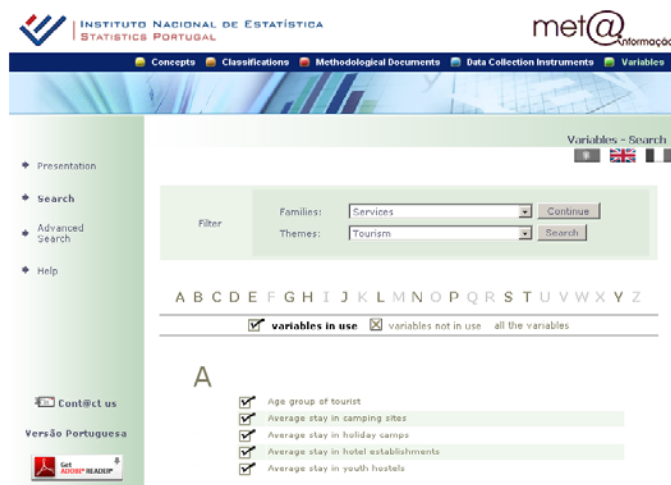 INSTITUTO NACIONAL DE ESTATÍSTICA
STATISTICS PORTUGAL
met@informação
Concepts Classifications Methodological Documents Data Collection Instruments Variables
Variables - Search
Presentation
Search
Advanced
Search
Help
Filter
Families: Services Continue
Themes: Tourism Search
A B C D E F G H I J K L M N O P Q R S T U V W X Y Z
variables in use variables not in use all the variables
A
Age group of tourist
Average stay in camping sites
Average stay in holiday camps
Average stay in hotel establishments
Average stay in youth hostels
Cont@ct us
Versão Portuguesa
Get
ADOBE® READER®